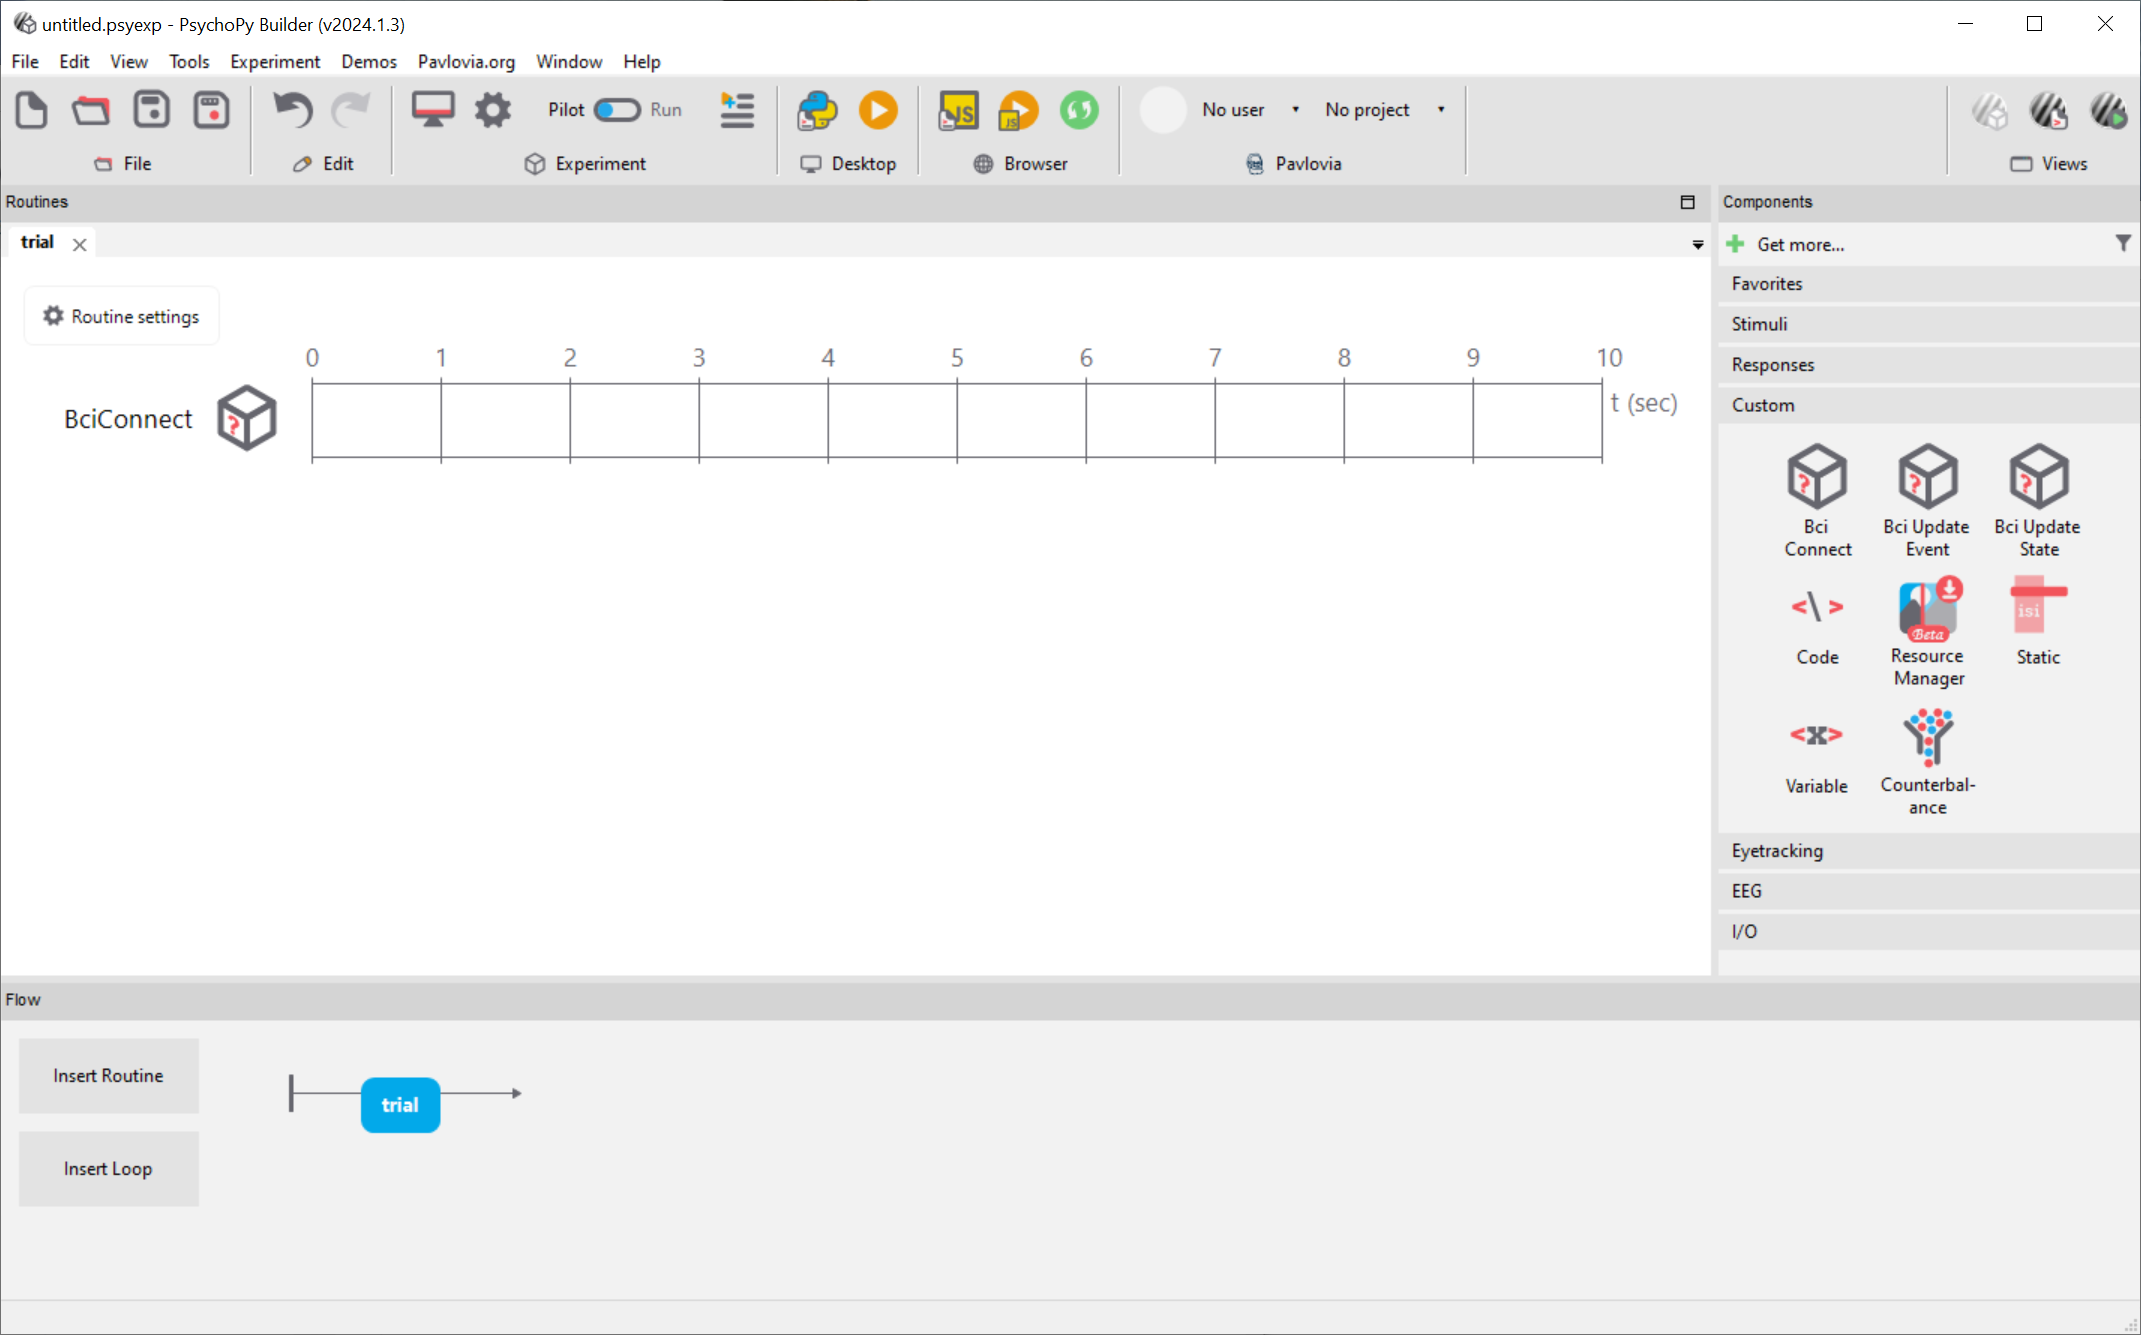 untitled.psyexp - PsychoPy Builder (v2024.1.3)
File Edit View Tools Experiment Demos Pavlovia.org Window Help
Pilot Run
JS
JS
No user No project
File Edit Experiment Desktop Browser Pavlovia Views
Routines
trial
Routine settings
0 1 2 3 4 5 6 7 8 9 10
t (sec)
BciConnect ?
Components
Get more...
Favorites
Stimuli
Responses
Custom
? ? ?
Bci Connect
Bci Update Event
Bci Update State
<\>
Code
Beta
Resource Manager
isi
Static
<x>
Variable
Counterbal-
ance
Eyetracking
EEG
I/O
Flow
Insert Routine
trial
Insert Loop